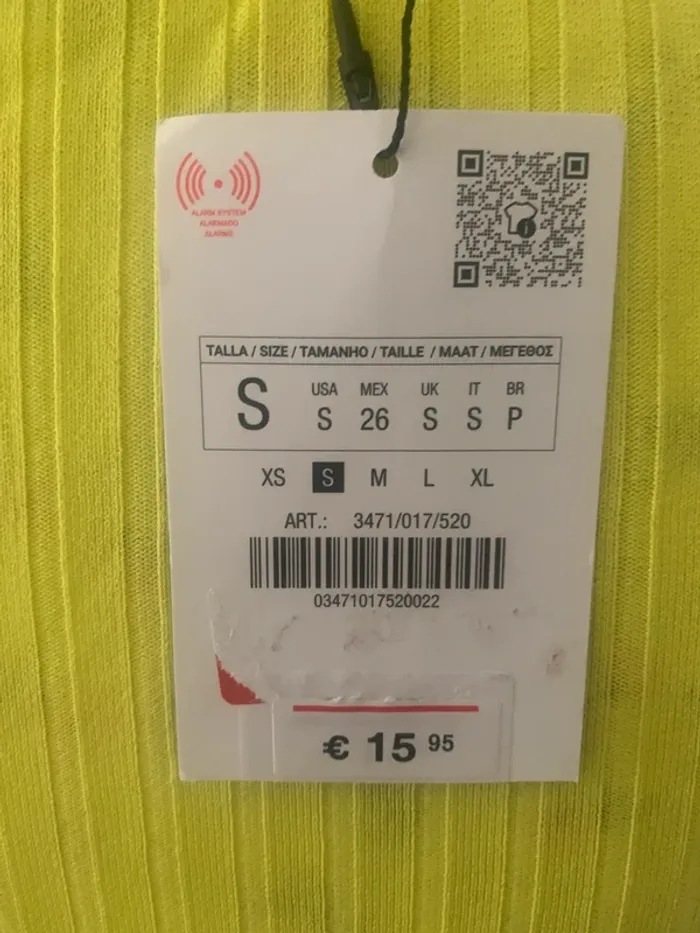 ALARM SYSTEM
ALARMADO
ALARME
TALLA / SIZE / TAMANHO / TAILLE / MAAT / ΜΕΓΕΘΟΣ
S
USA MEX UK IT BR
S 26 S S P
XS S M L XL
ART.: 3471/017/520
03471017520022
€ 15 95